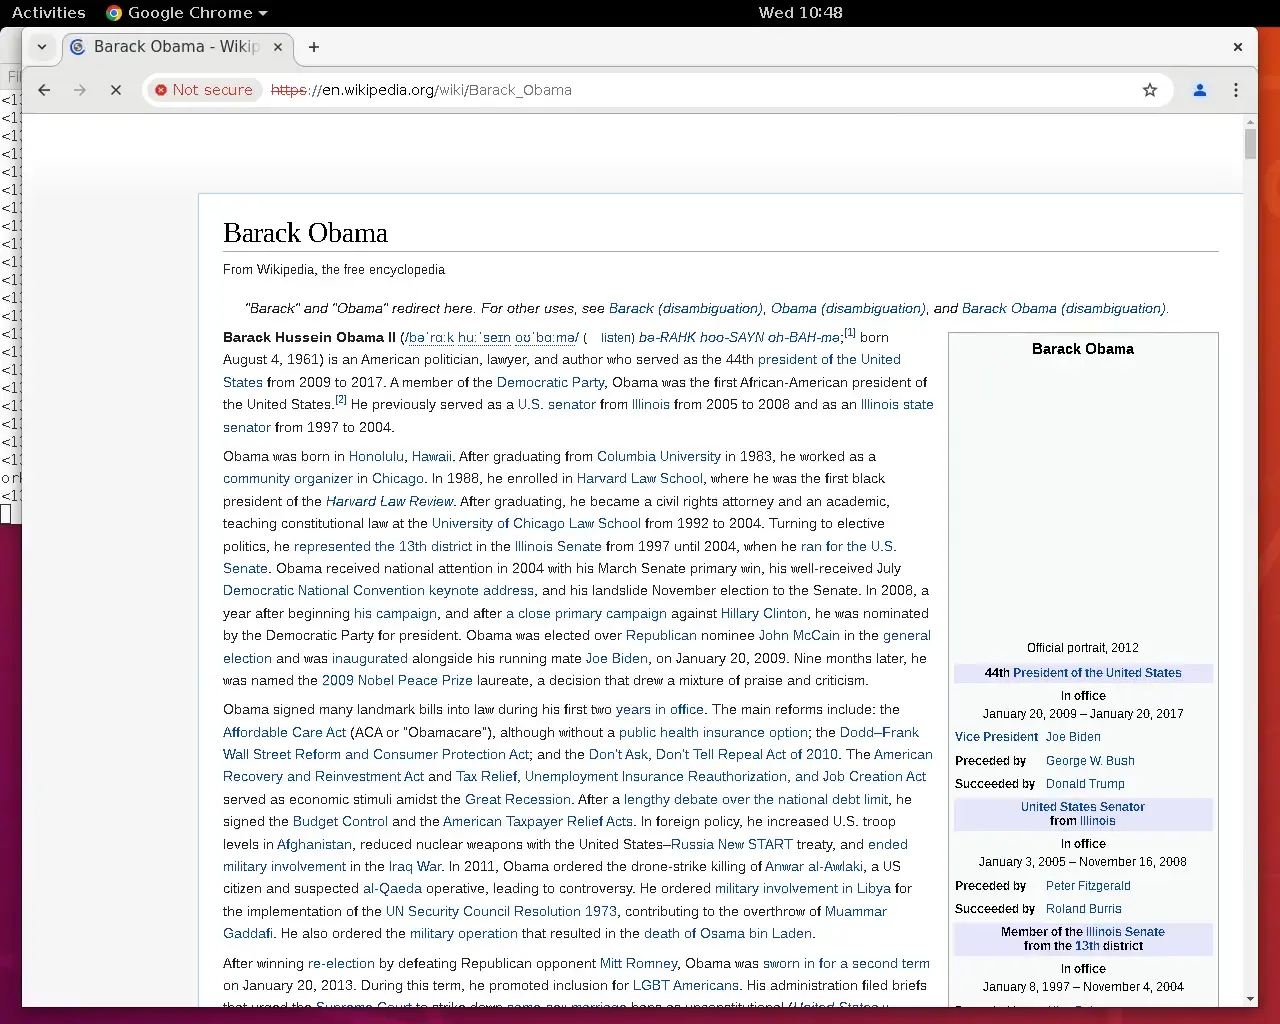 Activities
Google Chrome
Wed 10:48
Barack Obama - Wikip
Not secure
https://en.wikipedia.org/wiki/Barack_Obama
Barack Obama
From Wikipedia, the free encyclopedia
"Barack" and "Obama" redirect here. For other uses, see Barack (disambiguation), Obama (disambiguation), and Barack Obama (disambiguation).
Barack Hussein Obama II (/bəˈrɑːk huːˈseɪn oʊˈbɑːmə/ ( listen) bə-RAHK hoo-SAYN oh-BAH-mə;[1] born
August 4, 1961) is an American politician, lawyer, and author who served as the 44th president of the United
States from 2009 to 2017. A member of the Democratic Party, Obama was the first African-American president of
the United States.[2] He previously served as a U.S. senator from Illinois from 2005 to 2008 and as an Illinois state
senator from 1997 to 2004.
Obama was born in Honolulu, Hawaii. After graduating from Columbia University in 1983, he worked as a
community organizer in Chicago. In 1988, he enrolled in Harvard Law School, where he was the first black
president of the Harvard Law Review. After graduating, he became a civil rights attorney and an academic,
teaching constitutional law at the University of Chicago Law School from 1992 to 2004. Turning to elective
politics, he represented the 13th district in the Illinois Senate from 1997 until 2004, when he ran for the U.S.
Senate. Obama received national attention in 2004 with his March Senate primary win, his well-received July
Democratic National Convention keynote address, and his landslide November election to the Senate. In 2008, a
year after beginning his campaign, and after a close primary campaign against Hillary Clinton, he was nominated
by the Democratic Party for president. Obama was elected over Republican nominee John McCain in the general
election and was inaugurated alongside his running mate Joe Biden, on January 20, 2009. Nine months later, he
was named the 2009 Nobel Peace Prize laureate, a decision that drew a mixture of praise and criticism.
Obama signed many landmark bills into law during his first two years in office. The main reforms include: the
Affordable Care Act (ACA or "Obamacare"), although without a public health insurance option; the Dodd–Frank
Wall Street Reform and Consumer Protection Act; and the Don't Ask, Don't Tell Repeal Act of 2010. The American
Recovery and Reinvestment Act and Tax Relief, Unemployment Insurance Reauthorization, and Job Creation Act
served as economic stimuli amidst the Great Recession. After a lengthy debate over the national debt limit, he
signed the Budget Control and the American Taxpayer Relief Acts. In foreign policy, he increased U.S. troop
levels in Afghanistan, reduced nuclear weapons with the United States–Russia New START treaty, and ended
military involvement in the Iraq War. In 2011, Obama ordered the drone-strike killing of Anwar al-Awlaki, a US
citizen and suspected al-Qaeda operative, leading to controversy. He ordered military involvement in Libya for
the implementation of the UN Security Council Resolution 1973, contributing to the overthrow of Muammar
Gaddafi. He also ordered the military operation that resulted in the death of Osama bin Laden.
After winning re-election by defeating Republican opponent Mitt Romney, Obama was sworn in for a second term
on January 20, 2013. During this term, he promoted inclusion for LGBT Americans. His administration filed briefs
that urged the Supreme Court to strike down same-sex marriage bans as unconstitutional (United States v.
Barack Obama
Official portrait, 2012
44th President of the United States
In office
January 20, 2009 – January 20, 2017
Vice President Joe Biden
Preceded by George W. Bush
Succeeded by Donald Trump
United States Senator
from Illinois
In office
January 3, 2005 – November 16, 2008
Preceded by Peter Fitzgerald
Succeeded by Roland Burris
Member of the Illinois Senate
from the 13th district
In office
January 8, 1997 – November 4, 2004